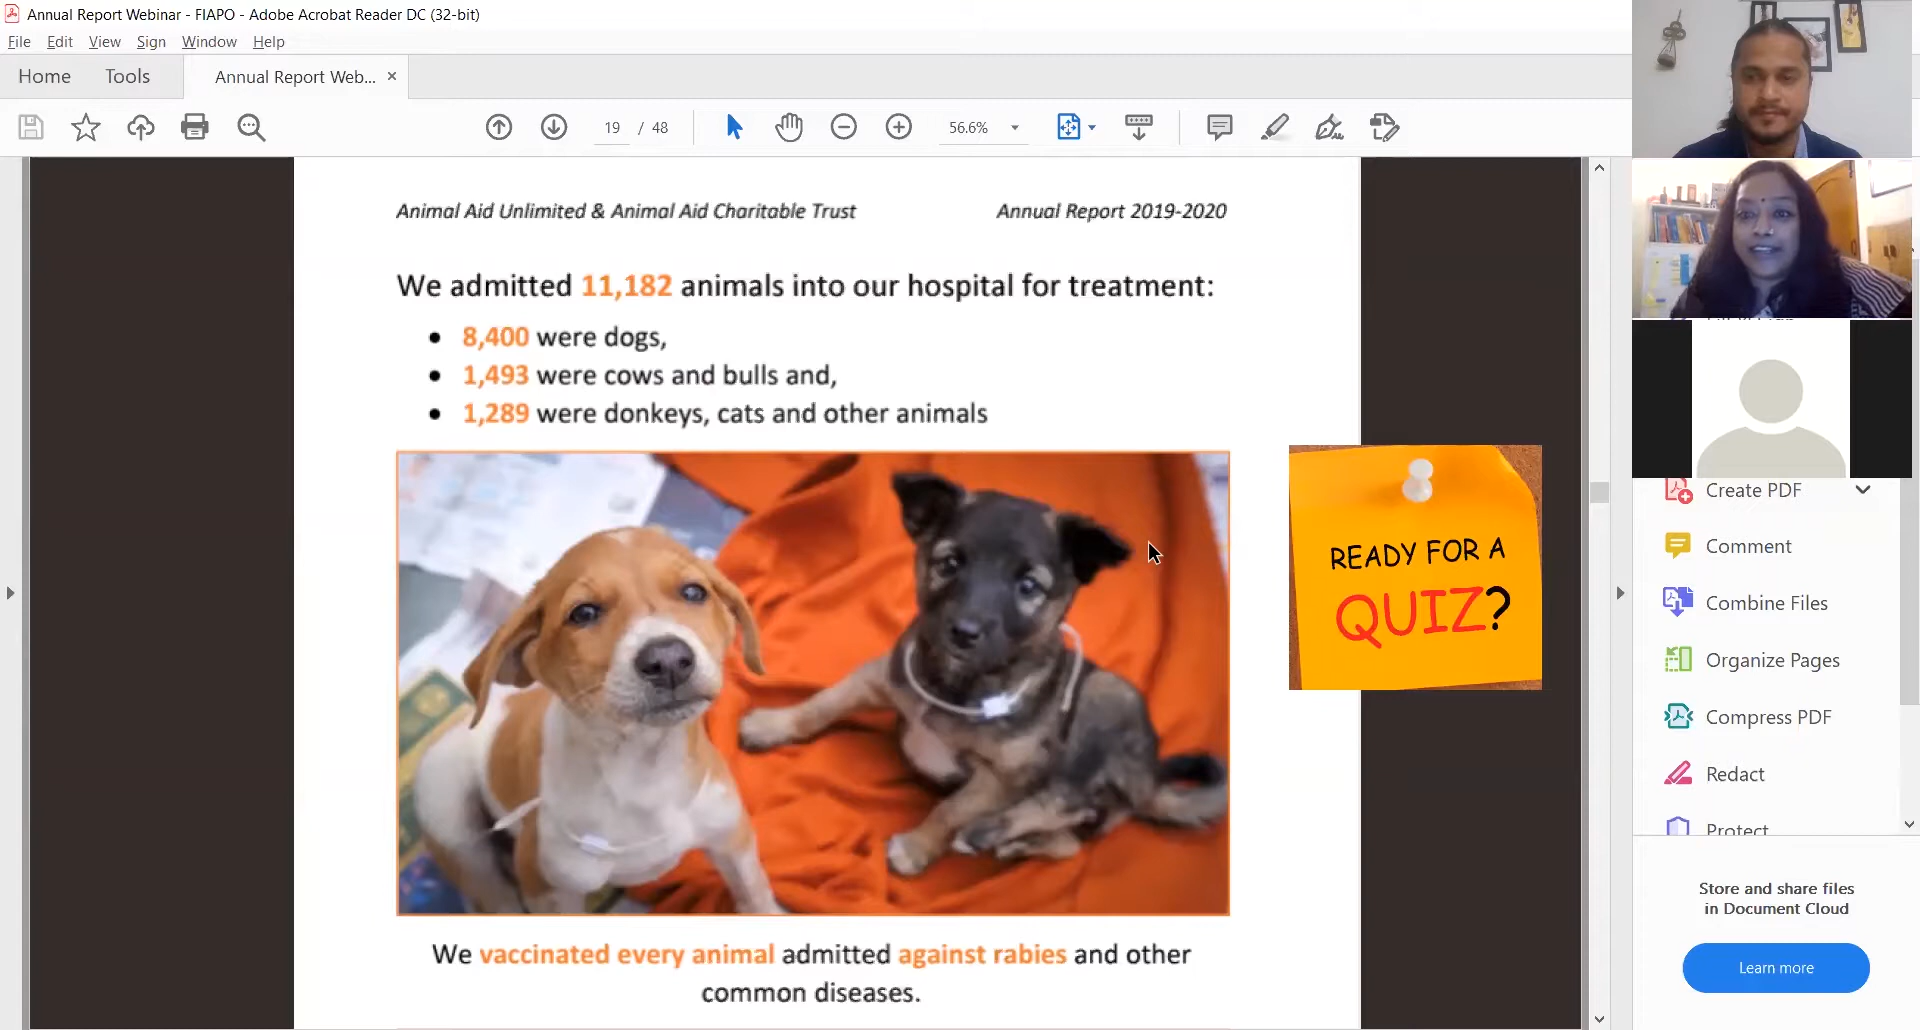 Annual Report Webinar - FIAPO - Adobe Acrobat Reader DC (32-bit)
File Edit View Sign Window Help
Home Tools Annual Report Web... ×
19 / 48 56.6%
Animal Aid Unlimited & Animal Aid Charitable Trust Annual Report 2019-2020
We admitted 11,182 animals into our hospital for treatment:
• 8,400 were dogs,
• 1,493 were cows and bulls and,
• 1,289 were donkeys, cats and other animals
READY FOR A
QUIZ?
We vaccinated every animal admitted against rabies and other
common diseases.
Create PDF
Comment
Combine Files
Organize Pages
Compress PDF
Redact
Protect
Store and share files
in Document Cloud
Learn more